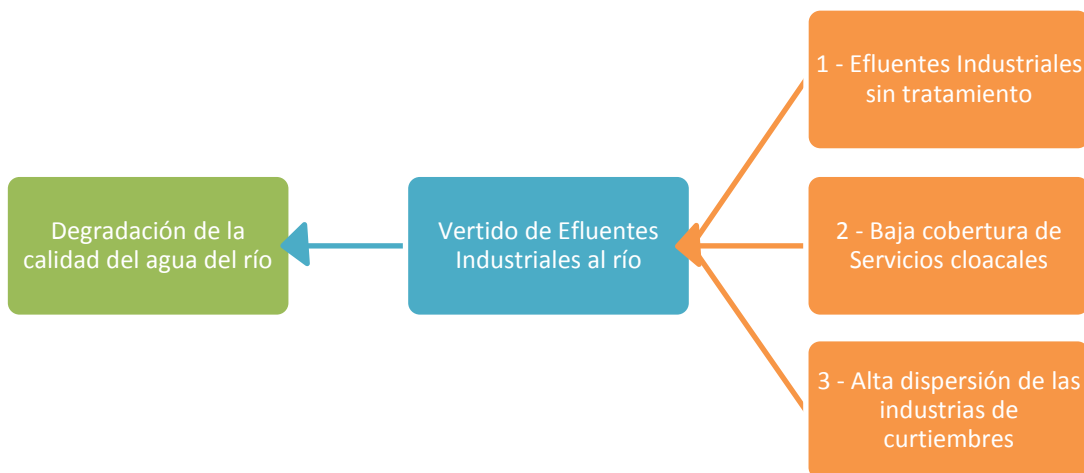 Degradación de la
calidad del agua del río
Vertido de Efluentes
Industriales al río
1 - Efluentes Industriales
sin tratamiento
2 - Baja cobertura de
Servicios cloacales
3 - Alta dispersión de las
industrias de
curtiembres